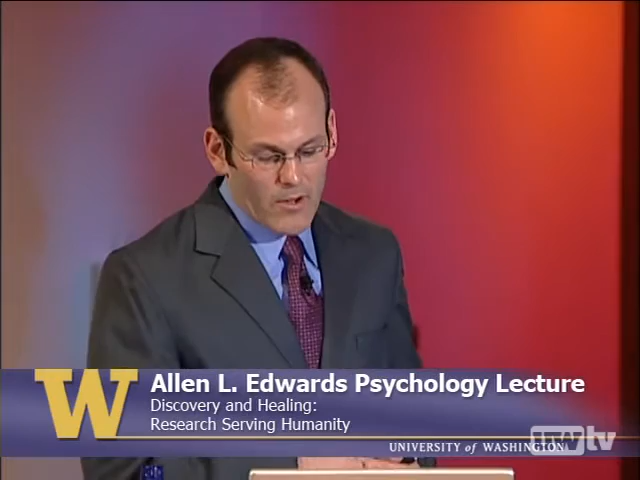 W
Allen L. Edwards Psychology Lecture
Discovery and Healing:
Research Serving Humanity
UNIVERSITY of WASHINGTON
uwtv